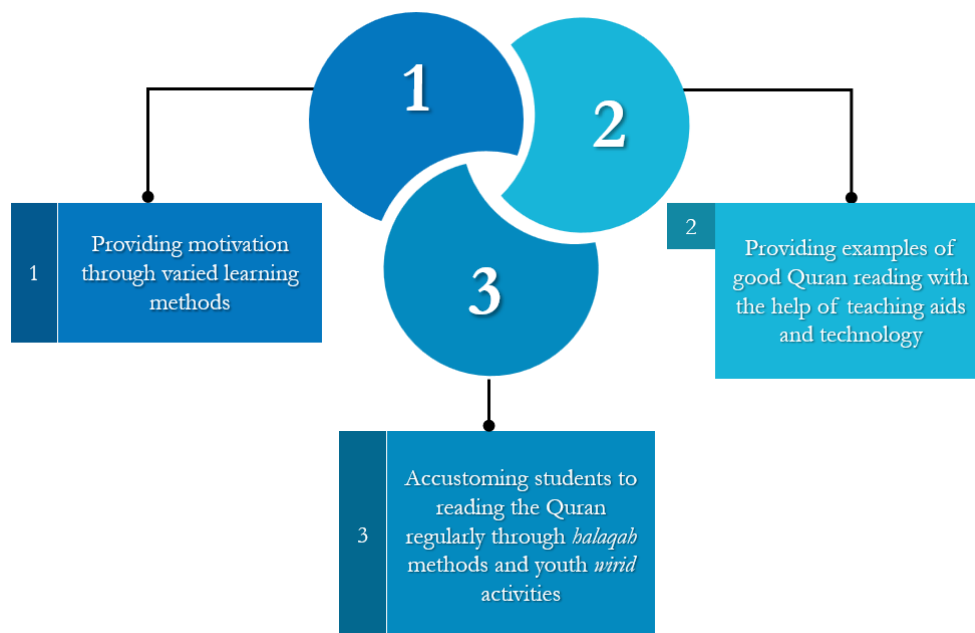 1
2
3
1
Providing motivation
through varied learning
methods
2
Providing examples of
good Quran reading with
the help of teaching aids
and technology
3
Accustoming students to
reading the Quran
regularly through halaqah
methods and youth wirid
activities